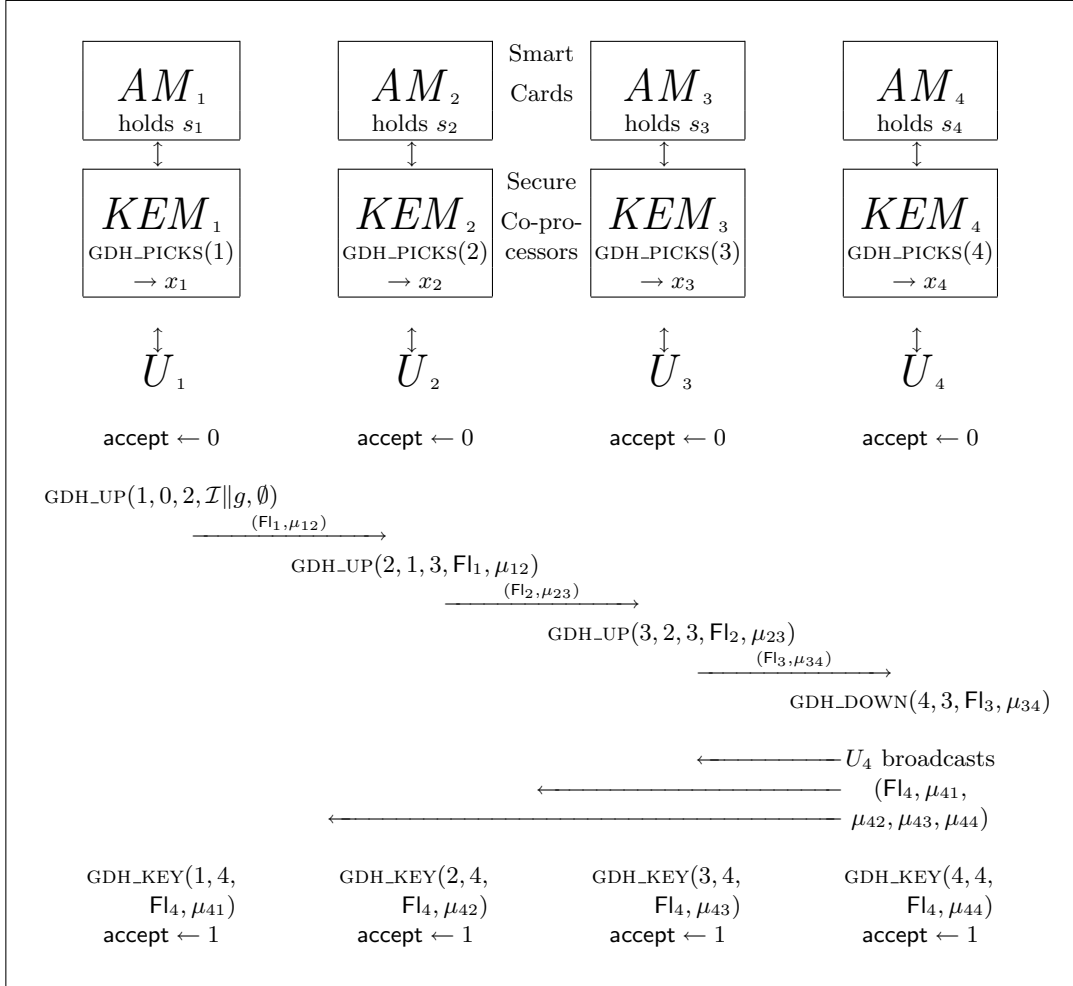 AM₁ AM₂ Smart AM₃ AM₄
holds s₁ holds s₂ Cards holds s₃ holds s₄
KEM₁ KEM₂ Secure KEM₃ KEM₄
GDH_PICKS(1) GDH_PICKS(2) Co-pro- GDH_PICKS(3) GDH_PICKS(4)
→ x₁ → x₂ cessors → x₃ → x₄
U₁ U₂ U₃ U₄
accept ← 0 accept ← 0 accept ← 0 accept ← 0
GDH_UP(1, 0, 2, ℐ‖g, ∅)
(Fl₁,μ₁₂)
GDH_UP(2, 1, 3, Fl₁, μ₁₂)
(Fl₂,μ₂₃)
GDH_UP(3, 2, 3, Fl₂, μ₂₃)
(Fl₃,μ₃₄)
GDH_DOWN(4, 3, Fl₃, μ₃₄)
U₄ broadcasts
(Fl₄, μ₄₁,
μ₄₂, μ₄₃, μ₄₄)
GDH_KEY(1, 4, GDH_KEY(2, 4, GDH_KEY(3, 4, GDH_KEY(4, 4,
Fl₄, μ₄₁) Fl₄, μ₄₂) Fl₄, μ₄₃) Fl₄, μ₄₄)
accept ← 1 accept ← 1 accept ← 1 accept ← 1